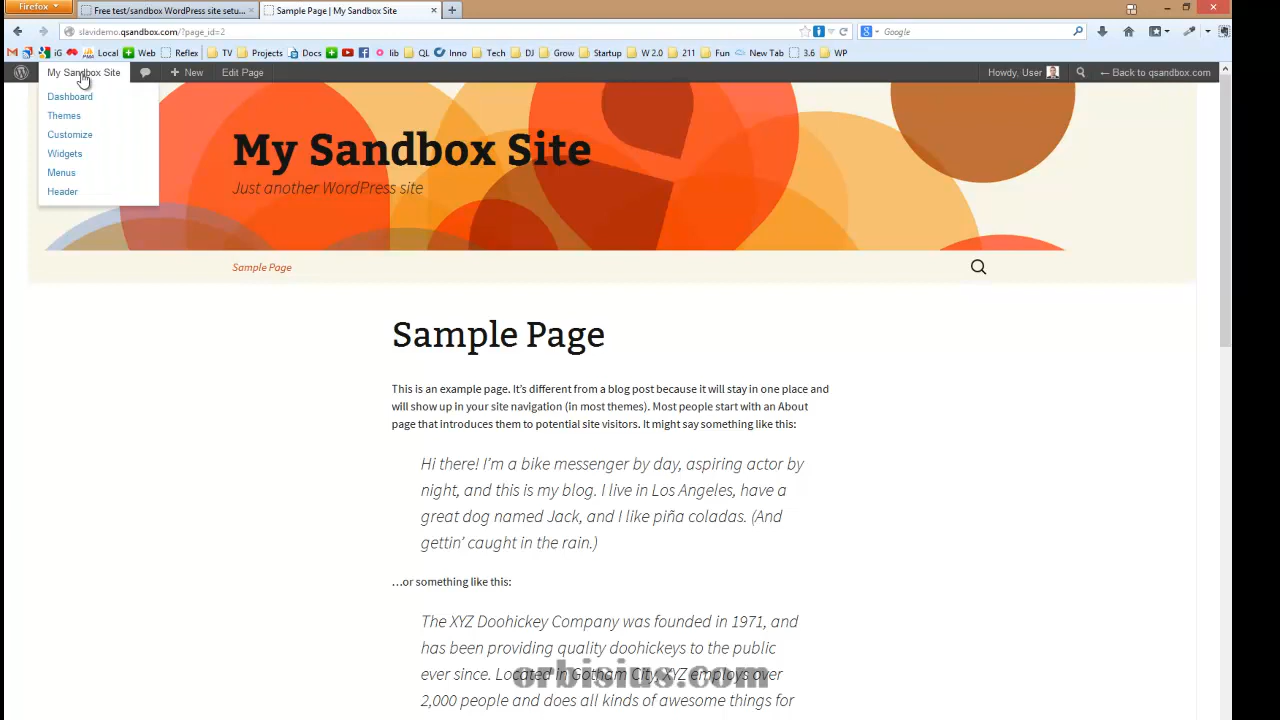 Firefox
Free test/sandbox WordPress site setu...
Sample Page | My Sandbox Site
slavidemo.qsandbox.com/?page_id=2
Google
iG
Local
Web
Reflex
TV
Projects
Docs
lib
QL
Inno
Tech
DJ
Grow
Startup
W 2.0
211
Fun
New Tab
3.6
WP
My Sandbox Site
New
Edit Page
Howdy, User
← Back to qsandbox.com
Dashboard
Themes
Customize
Widgets
Menus
Header
My Sandbox Site
Just another WordPress site
Sample Page
Sample Page
This is an example page. It's different from a blog post because it will stay in one place and
will show up in your site navigation (in most themes). Most people start with an About
page that introduces them to potential site visitors. It might say something like this:
Hi there! I'm a bike messenger by day, aspiring actor by
night, and this is my blog. I live in Los Angeles, have a
great dog named Jack, and I like piña coladas. (And
gettin' caught in the rain.)
…or something like this:
The XYZ Doohickey Company was founded in 1971, and
has been providing quality doohickeys to the public
ever since. Located in Gotham City, XYZ employs over
2,000 people and does all kinds of awesome things for
orbisius.com